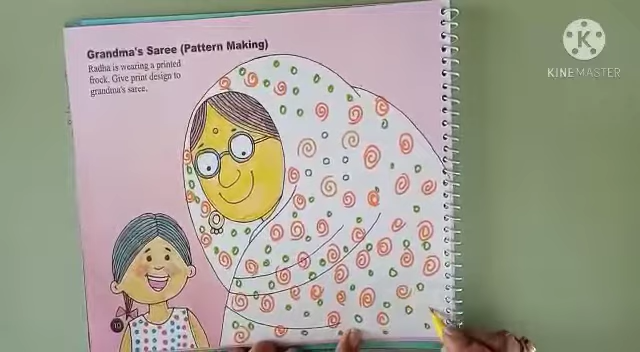 Grandma's Saree (Pattern Making)
Radha is wearing a printed
frock. Give print design to
grandma's saree.
K
KINEMASTER
10